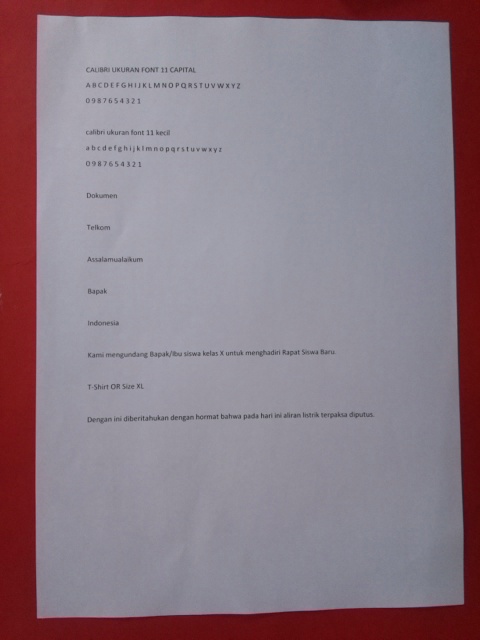 CALIBRI UKURAN FONT 11 CAPITAL
A B C D E F G H I J K L M N O P Q R S T U V W X Y Z
0 9 8 7 6 5 4 3 2 1
calibri ukuran font 11 kecil
a b c d e f g h i j k l m n o p q r s t u v w x y z
0 9 8 7 6 5 4 3 2 1
Dokumen
Telkom
Assalamualaikum
Bapak
Indonesia
Kami mengundang Bapak/Ibu siswa kelas X untuk menghadiri Rapat Siswa Baru.
T-Shirt OR Size XL
Dengan ini diberitahukan dengan hormat bahwa pada hari ini aliran listrik terpaksa diputus.